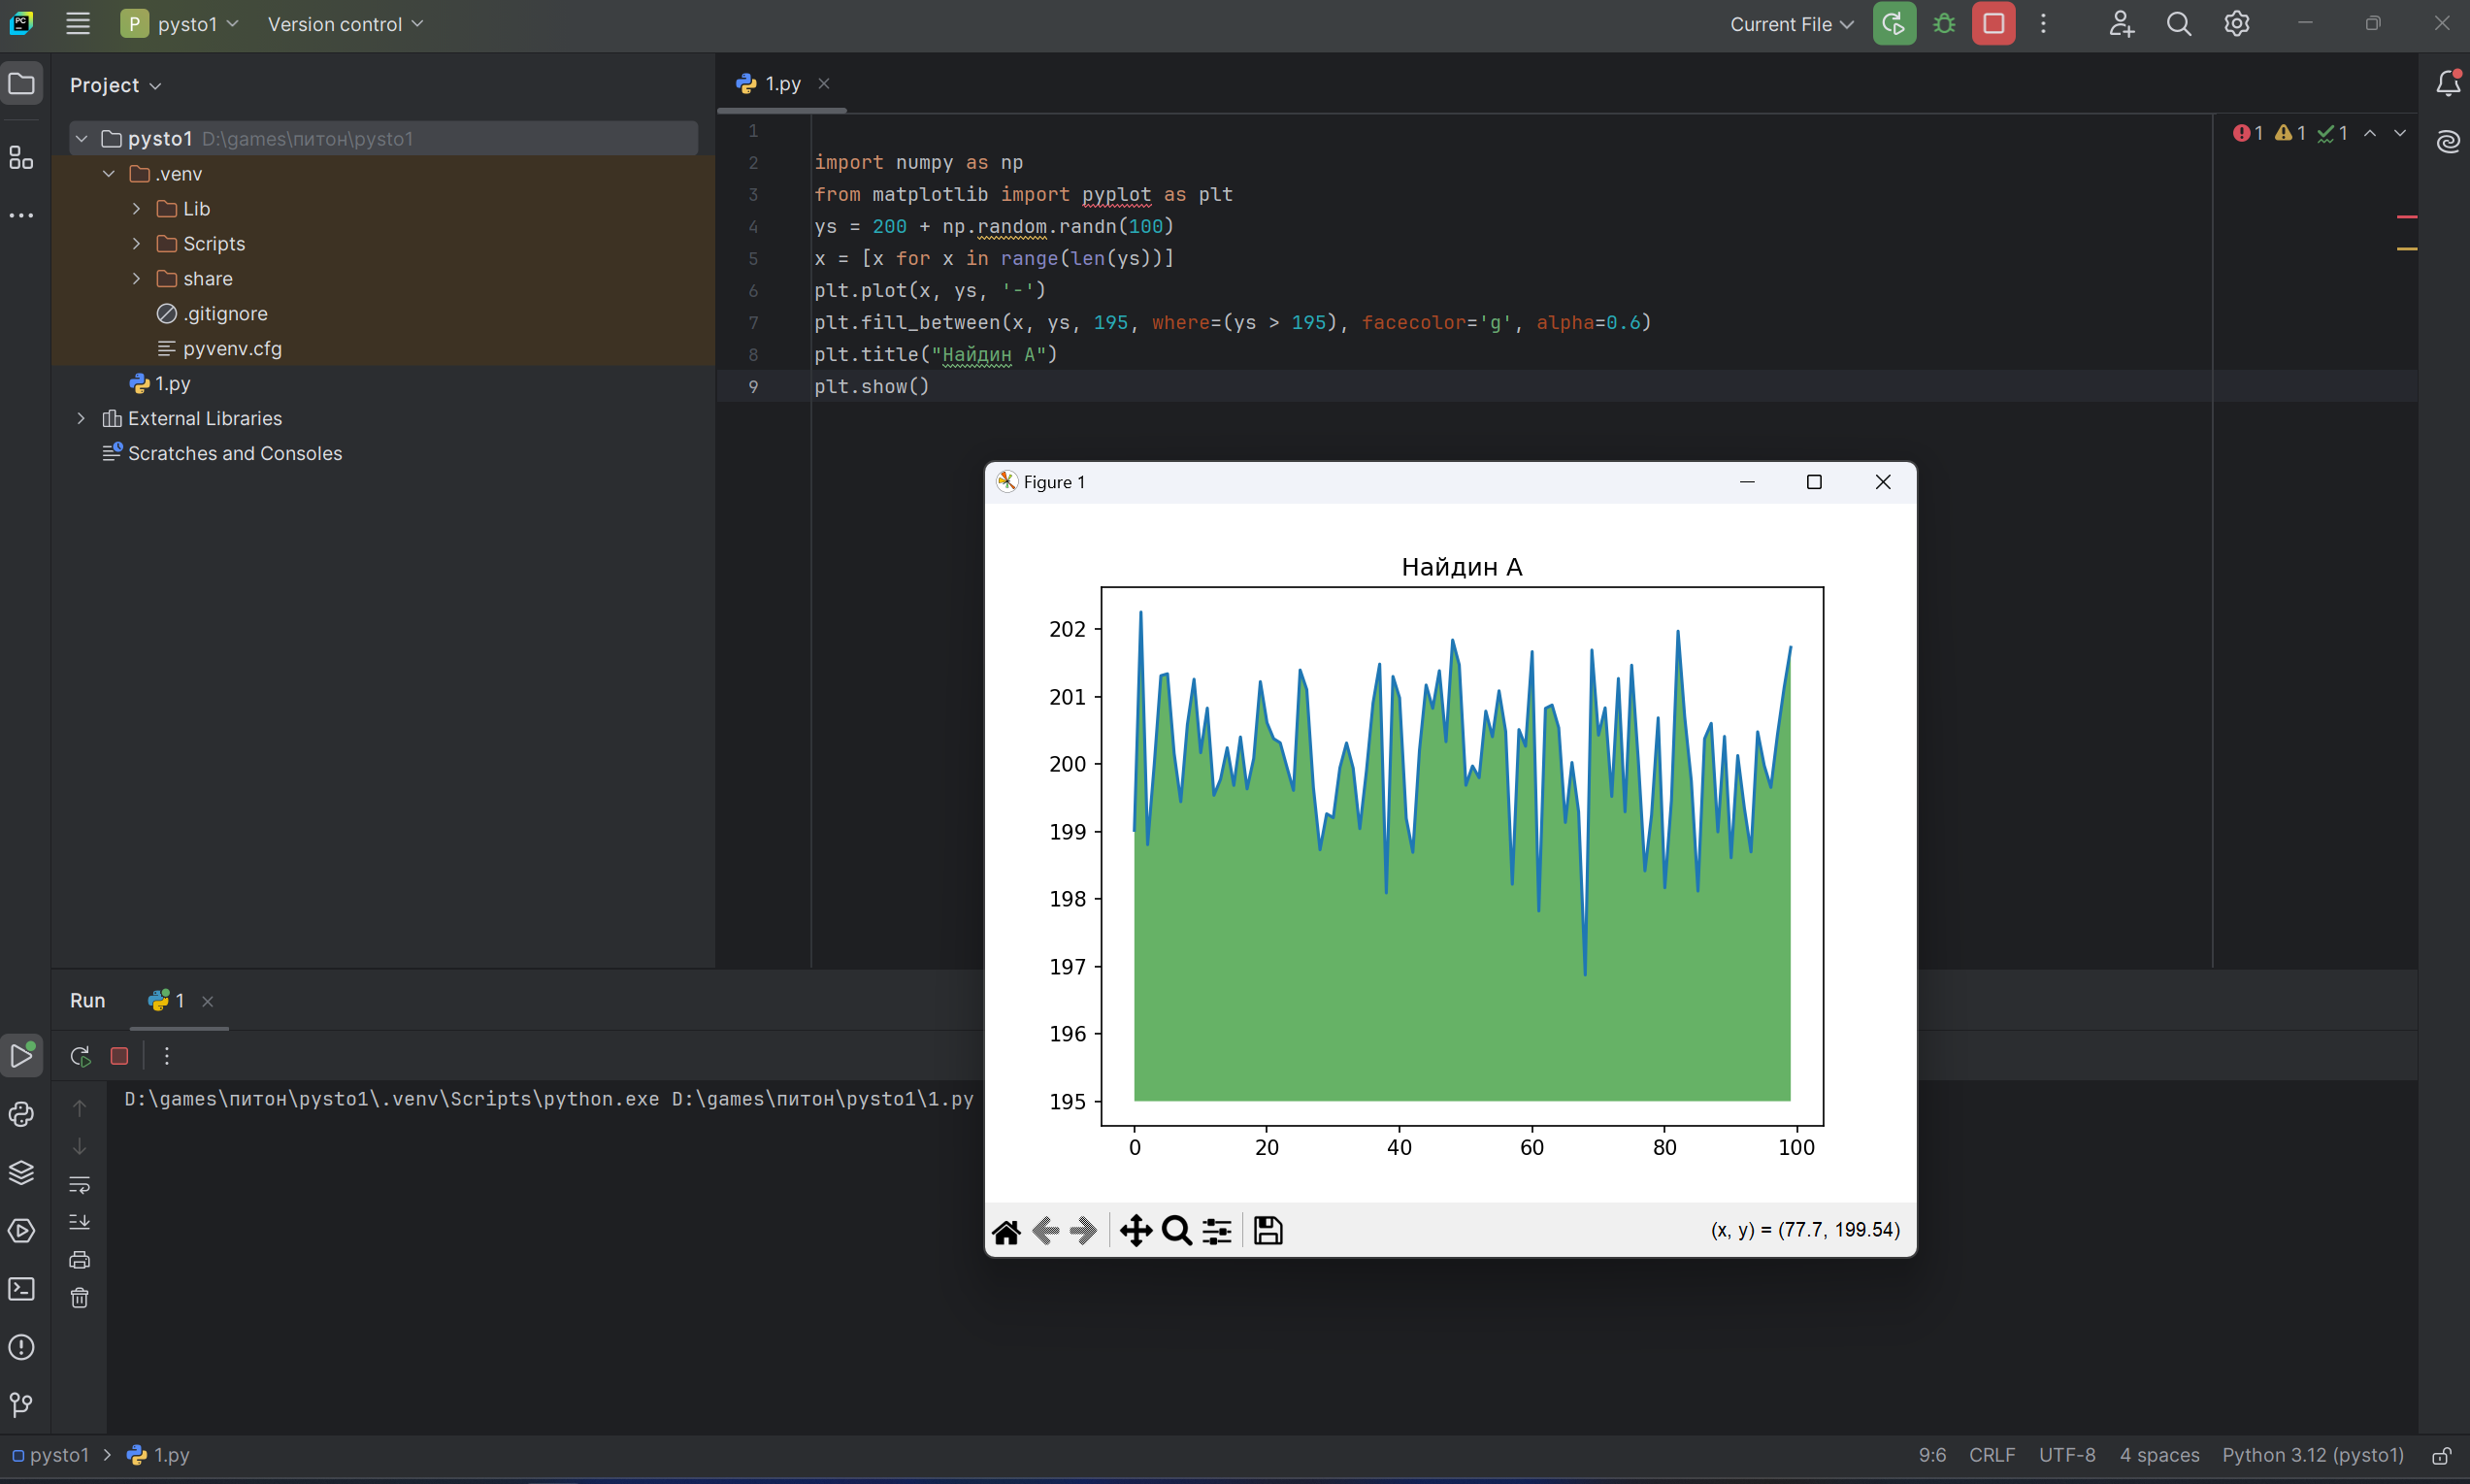 P pysto1 Version control Current File
Project
1.py
pysto1 D:\games\питон\pysto1
.venv
Lib
Scripts
share
.gitignore
pyvenv.cfg
1.py
External Libraries
Scratches and Consoles
1 1 1
1
2 import numpy as np
3 from matplotlib import pyplot as plt
4 ys = 200 + np.random.randn(100)
5 x = [x for x in range(len(ys))]
6 plt.plot(x, ys, '-')
7 plt.fill_between(x, ys, 195, where=(ys > 195), facecolor='g', alpha=0.6)
8 plt.title("Найдин А")
9 plt.show()
Figure 1
Найдин А
202
201
200
199
198
197
196
195
0 20 40 60 80 100
(x, y) = (77.7, 199.54)
Run 1
D:\games\питон\pysto1\.venv\Scripts\python.exe D:\games\питон\pysto1\1.py
pysto1 > 1.py
9:6 CRLF UTF-8 4 spaces Python 3.12 (pysto1)